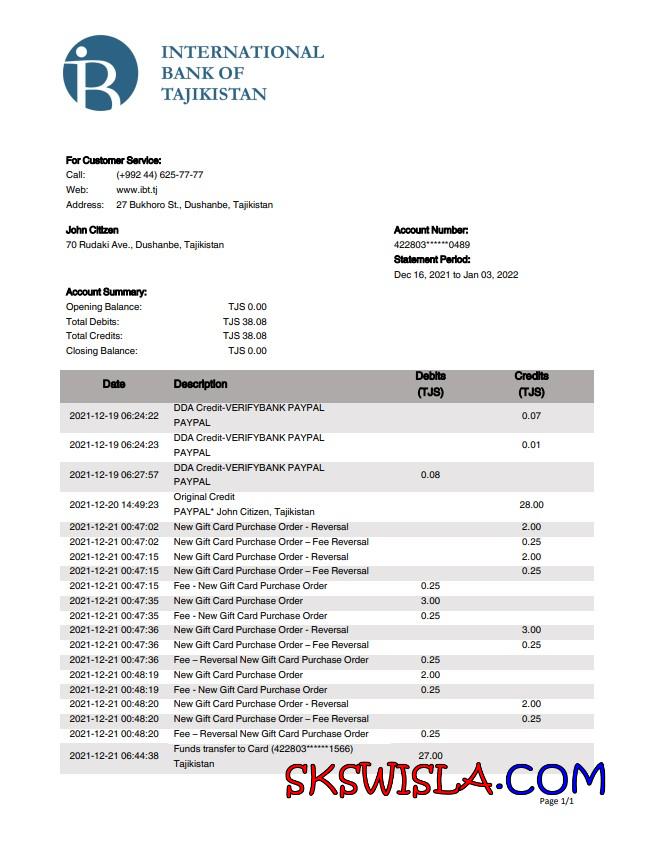 INTERNATIONAL
BANK OF
TAJIKISTAN
For Customer Service:
Call: (+992 44) 625-77-77
Web: www.ibt.tj
Address: 27 Bukhoro St., Dushanbe, Tajikistan
John Citizen Account Number:
70 Rudaki Ave., Dushanbe, Tajikistan 422803******0489
Statement Period:
Dec 16, 2021 to Jan 03, 2022
Account Summary:
Opening Balance: TJS 0.00
Total Debits: TJS 38.08
Total Credits: TJS 38.08
Closing Balance: TJS 0.00
Date Description Debits (TJS) Credits (TJS)
2021-12-19 06:24:22 DDA Credit-VERIFYBANK PAYPAL PAYPAL 0.07
2021-12-19 06:24:23 DDA Credit-VERIFYBANK PAYPAL PAYPAL 0.01
2021-12-19 06:27:57 DDA Credit-VERIFYBANK PAYPAL PAYPAL 0.08
2021-12-20 14:49:23 Original Credit PAYPAL* John Citizen, Tajikistan 28.00
2021-12-21 00:47:02 New Gift Card Purchase Order - Reversal 2.00
2021-12-21 00:47:02 New Gift Card Purchase Order – Fee Reversal 0.25
2021-12-21 00:47:15 New Gift Card Purchase Order - Reversal 2.00
2021-12-21 00:47:15 New Gift Card Purchase Order – Fee Reversal 0.25
2021-12-21 00:47:15 Fee - New Gift Card Purchase Order 0.25
2021-12-21 00:47:35 New Gift Card Purchase Order 3.00
2021-12-21 00:47:35 Fee - New Gift Card Purchase Order 0.25
2021-12-21 00:47:36 New Gift Card Purchase Order - Reversal 3.00
2021-12-21 00:47:36 New Gift Card Purchase Order – Fee Reversal 0.25
2021-12-21 00:47:36 Fee – Reversal New Gift Card Purchase Order 0.25
2021-12-21 00:48:19 New Gift Card Purchase Order 2.00
2021-12-21 00:48:19 Fee - New Gift Card Purchase Order 0.25
2021-12-21 00:48:20 New Gift Card Purchase Order - Reversal 2.00
2021-12-21 00:48:20 New Gift Card Purchase Order – Fee Reversal 0.25
2021-12-21 00:48:20 Fee – Reversal New Gift Card Purchase Order 0.25
2021-12-21 06:44:38 Funds transfer to Card (422803******1566) Tajikistan 27.00
SKSWISLA.COM
Page 1/1